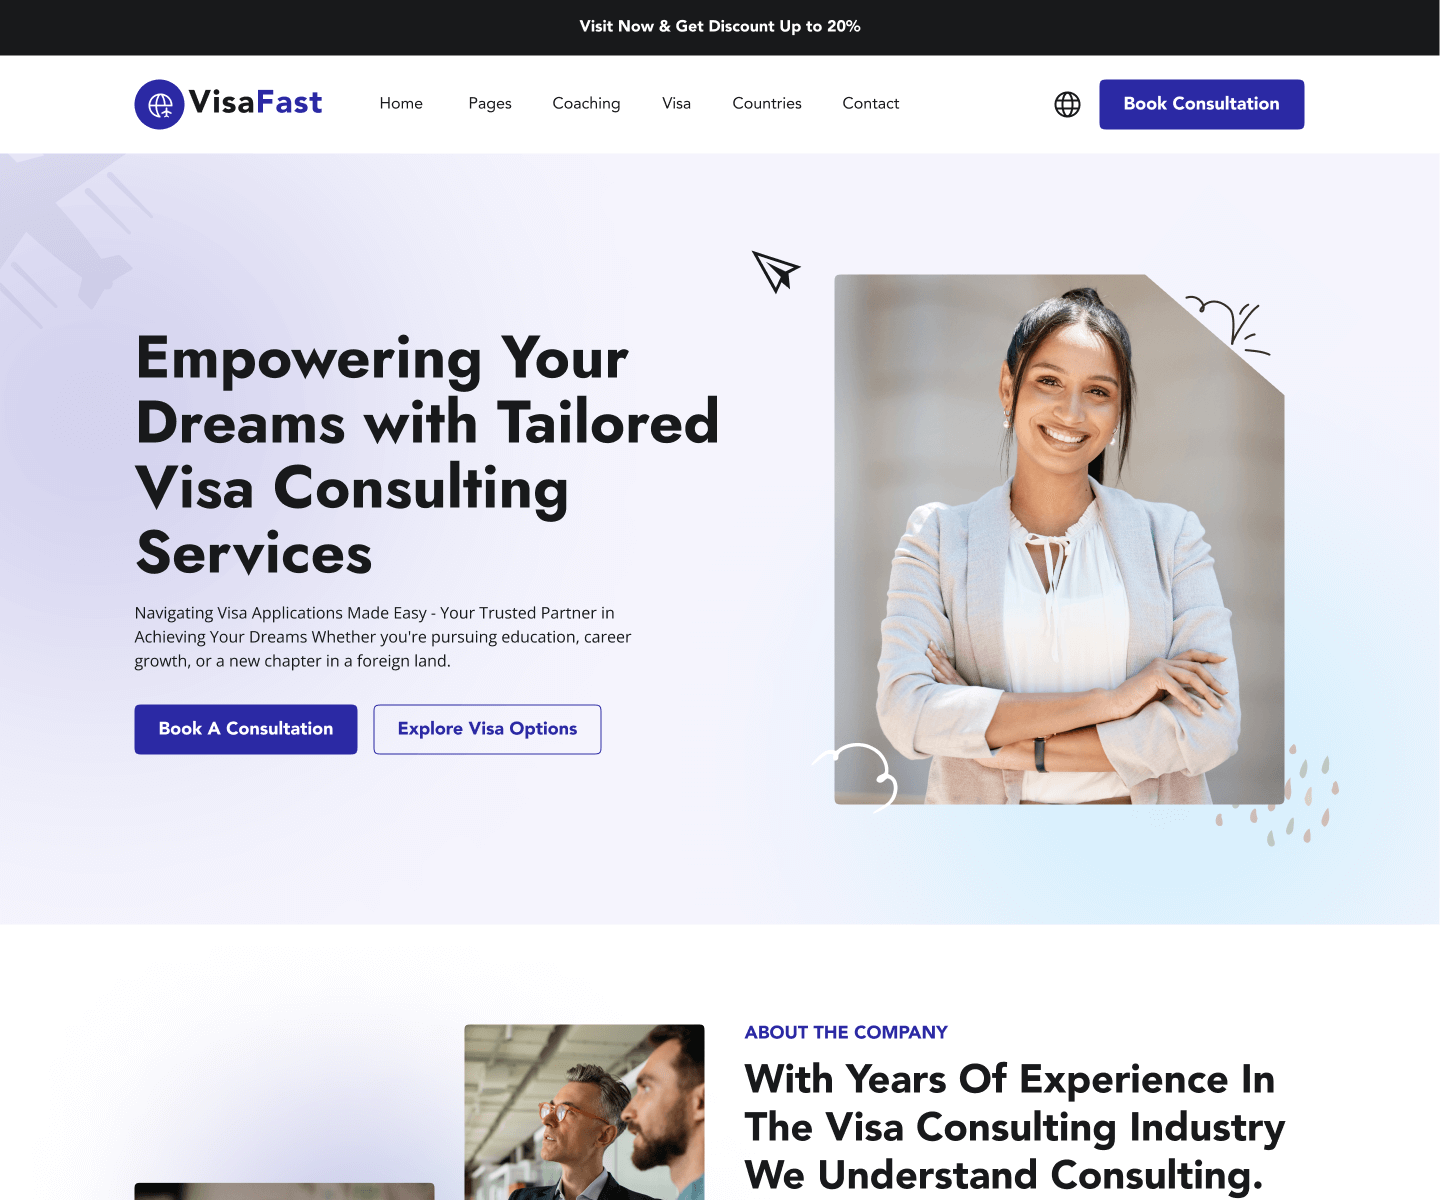 Visit Now & Get Discount Up to 20%
VisaFast
Home
Pages
Coaching
Visa
Countries
Contact
Book Consultation
Empowering Your
Dreams with Tailored
Visa Consulting
Services
Navigating Visa Applications Made Easy - Your Trusted Partner in
Achieving Your Dreams Whether you're pursuing education, career
growth, or a new chapter in a foreign land.
Book A Consultation
Explore Visa Options
ABOUT THE COMPANY
With Years Of Experience In
The Visa Consulting Industry
We Understand Consulting.